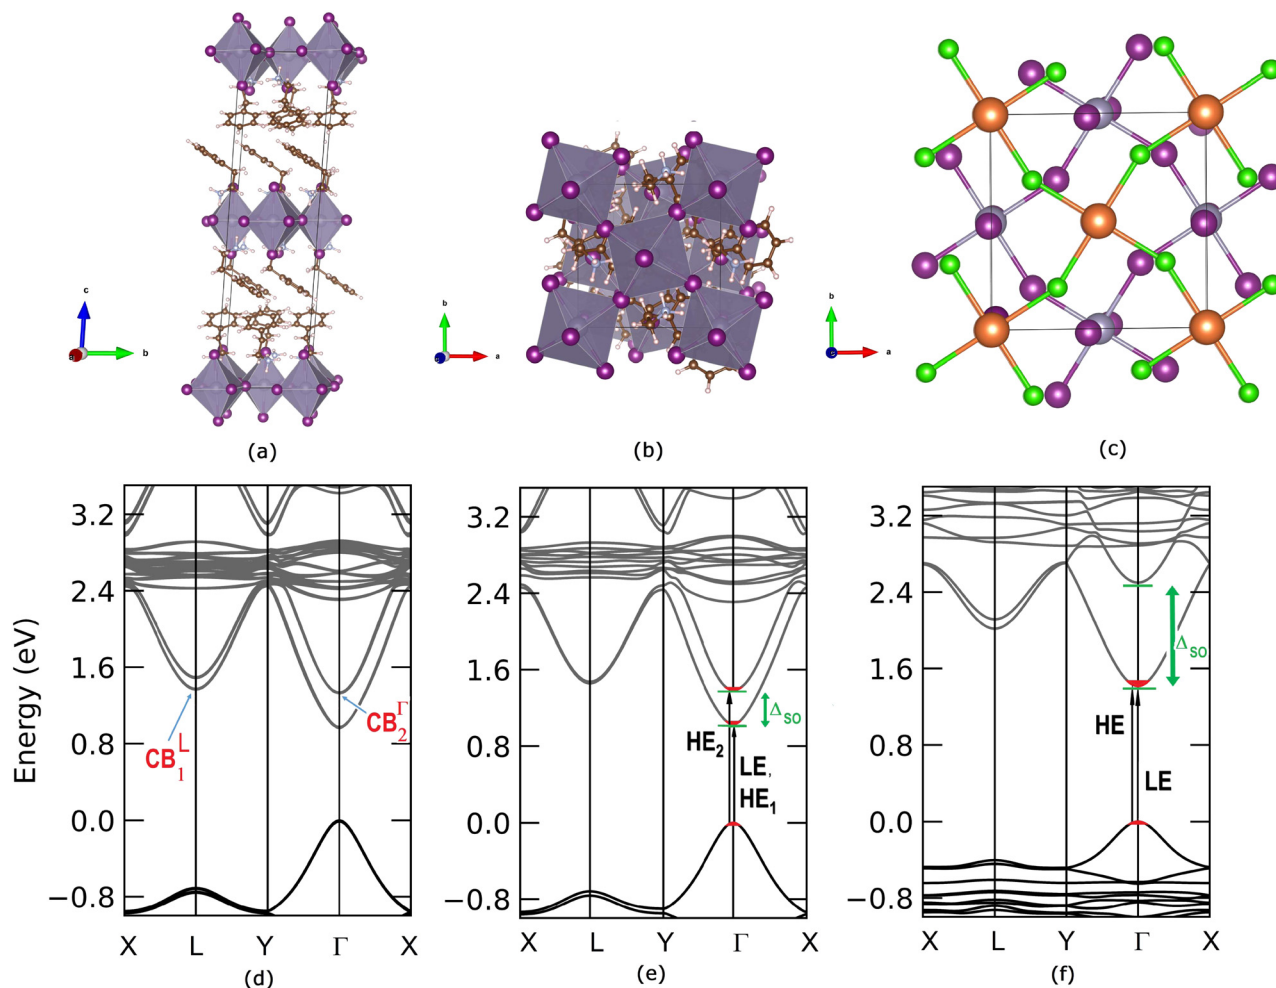 c
b
a
b
a
b
a
(a)
(b)
(c)
Energy (eV)
3.2
2.4
1.6
0.8
0.0
−0.8
CB₁ᴸ
CB₂ᴦ
X L Y Γ X
(d)
3.2
2.4
1.6
0.8
0.0
−0.8
Δso
HE₂
LE,
HE₁
X L Y Γ X
(e)
3.2
2.4
1.6
0.8
0.0
−0.8
Δso
HE
LE
X L Y Γ X
(f)